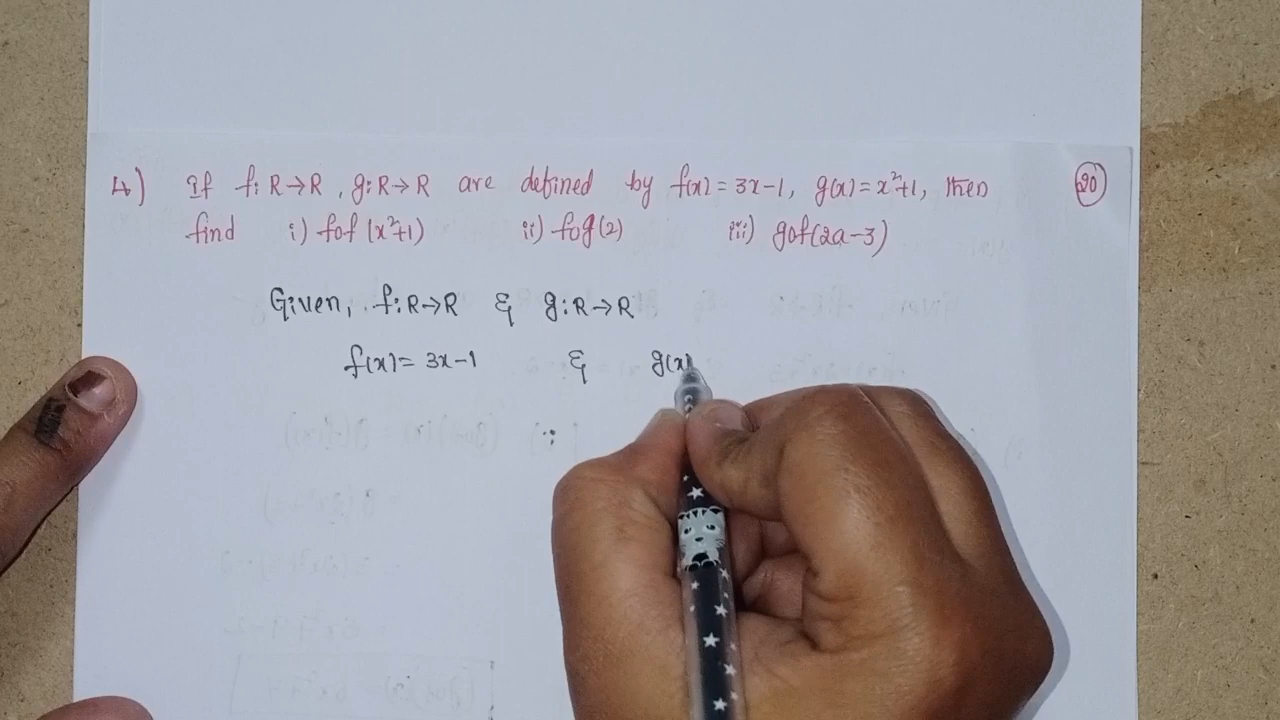 4) If f:R→R, g:R→R are defined by f(x)=3x-1, g(x)=x²+1, then 20
find i) fof(x²+1) ii) fog(2) iii) gof(2a-3)
Given, f:R→R & g:R→R
f(x)=3x-1 & g(x)